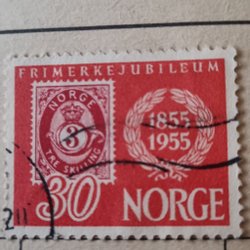 FRIMERKEJUBILEUM
NORGE
3
TRE SKILLING
1855
1955
30 NORGE